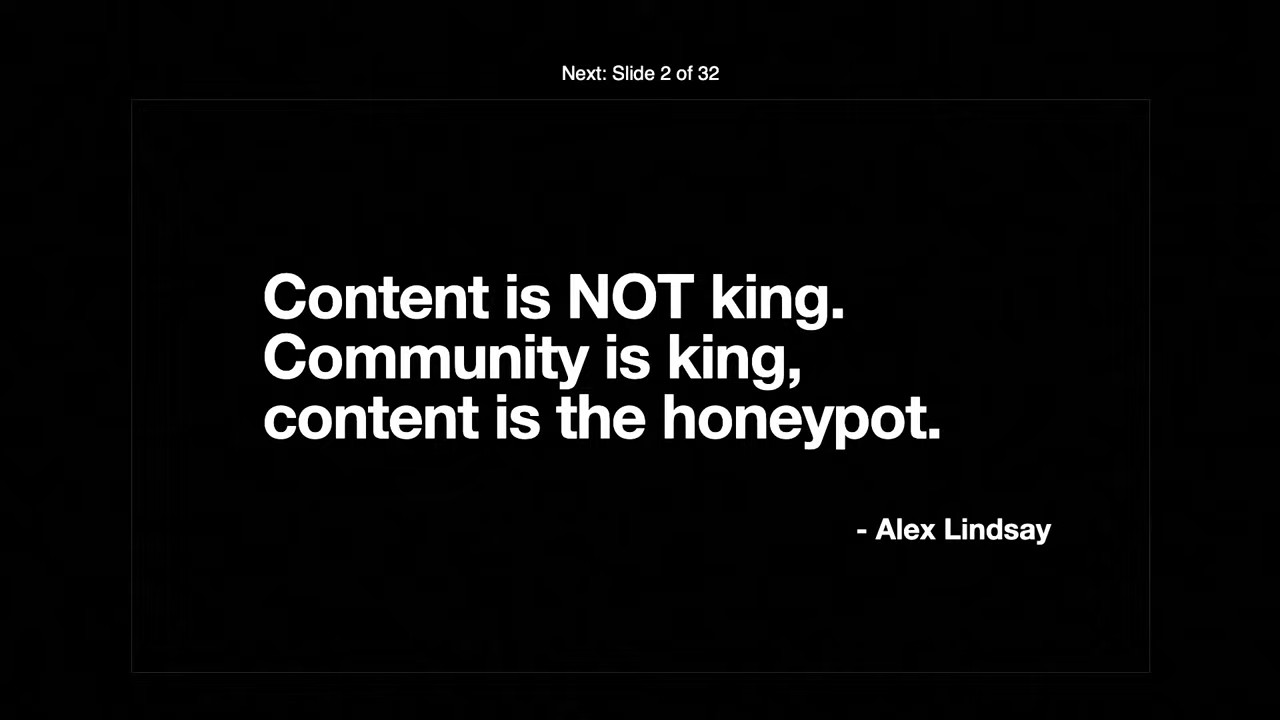 Next: Slide 2 of 32
Content is NOT king.
Community is king,
content is the honeypot.
- Alex Lindsay